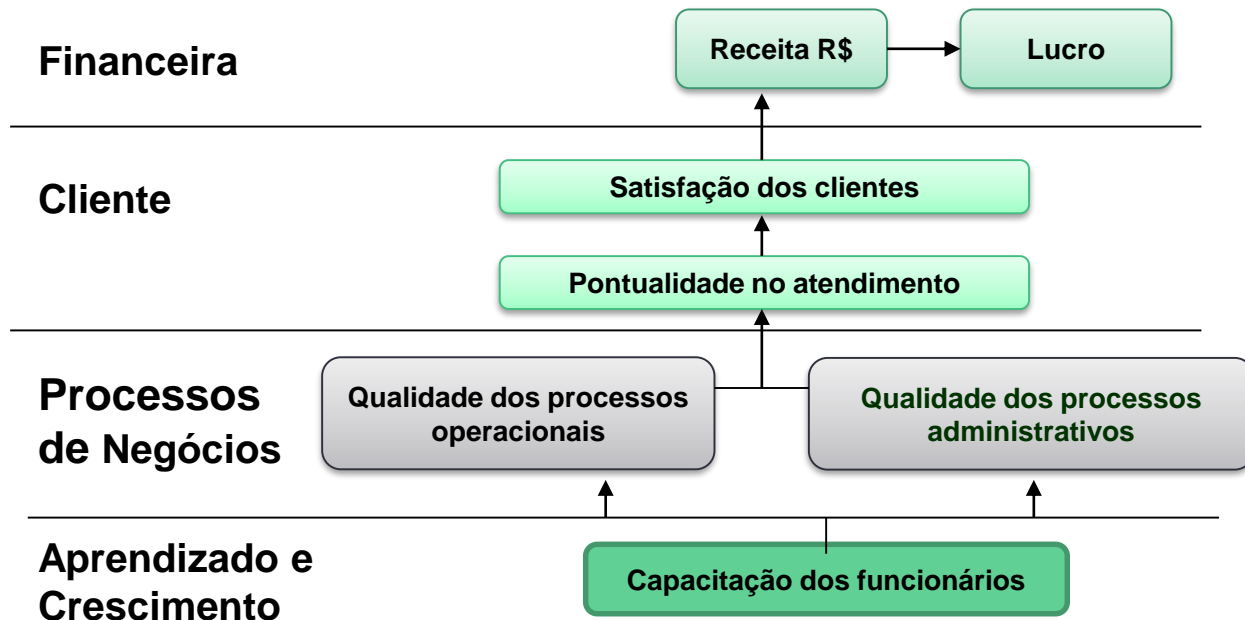 Financeira
Receita R$
Lucro
Cliente
Satisfação dos clientes
Pontualidade no atendimento
Processos
de Negócios
Qualidade dos processos
operacionais
Qualidade dos processos
administrativos
Aprendizado e
Crescimento
Capacitação dos funcionários